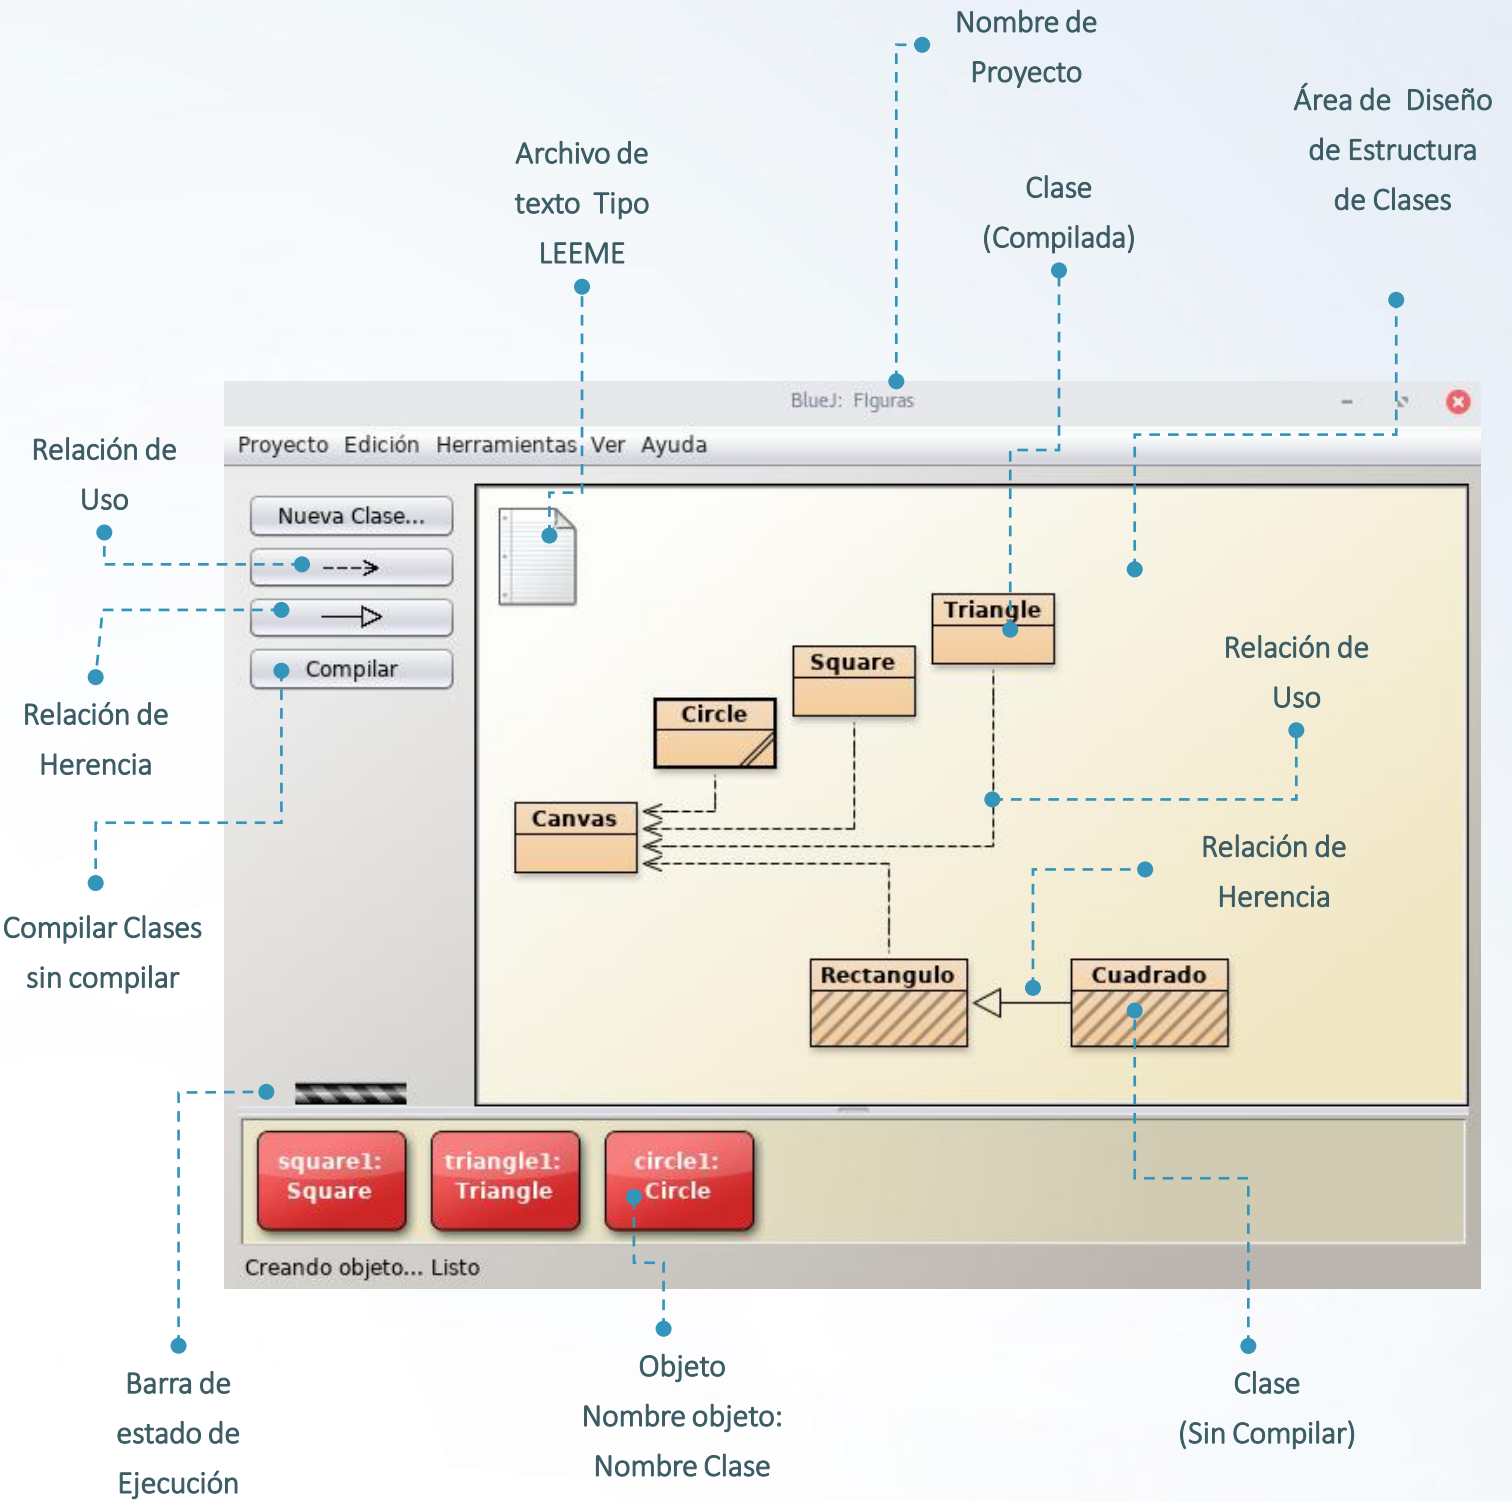 Nombre de
Proyecto
Área de Diseño
de Estructura
de Clases
Archivo de
texto Tipo
LEEME
Clase
(Compilada)
BlueJ: FIguras
Proyecto Edición Herramientas Ver Ayuda
Relación de
Uso
Nueva Clase...
Compilar
Relación de
Herencia
Compilar Clases
sin compilar
Triangle
Square
Circle
Canvas
Relación de
Uso
Relación de
Herencia
Rectangulo
Cuadrado
square1:
Square
triangle1:
Triangle
circle1:
Circle
Creando objeto... Listo
Barra de
estado de
Ejecución
Objeto
Nombre objeto:
Nombre Clase
Clase
(Sin Compilar)